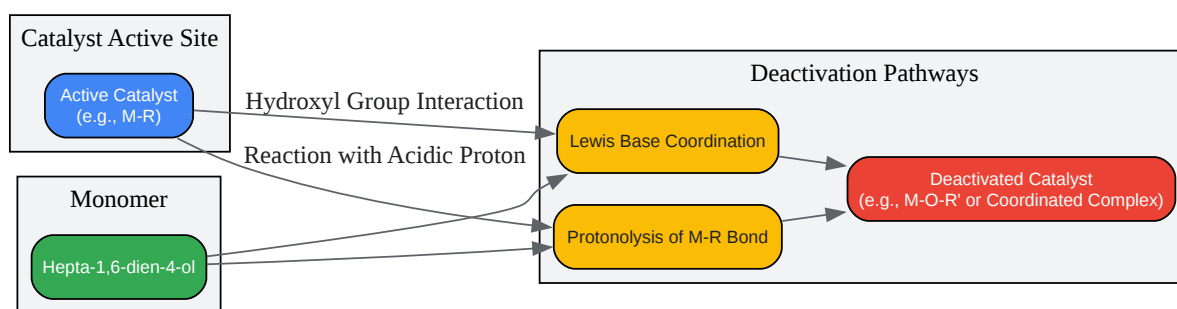 Catalyst Active Site
Active Catalyst
(e.g., M-R)
Hydroxyl Group Interaction
Reaction with Acidic Proton
Monomer
Hepta-1,6-dien-4-ol
Deactivation Pathways
Lewis Base Coordination
Protonolysis of M-R Bond
Deactivated Catalyst
(e.g., M-O-R' or Coordinated Complex)